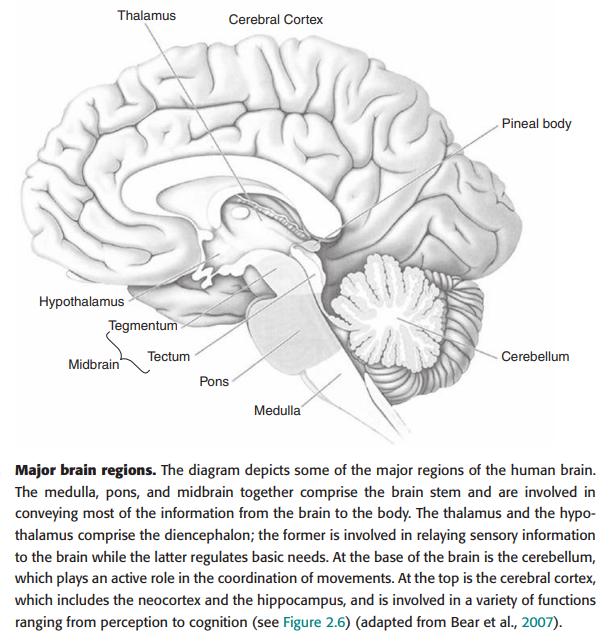 Thalamus
Cerebral Cortex
Pineal body
Hypothalamus
Tegmentum
Midbrain
Tectum
Cerebellum
Pons
Medulla
Major brain regions. The diagram depicts some of the major regions of the human brain.
The medulla, pons, and midbrain together comprise the brain stem and are involved in
conveying most of the information from the brain to the body. The thalamus and the hypo-
thalamus comprise the diencephalon; the former is involved in relaying sensory information
to the brain while the latter regulates basic needs. At the base of the brain is the cerebellum,
which plays an active role in the coordination of movements. At the top is the cerebral cortex,
which includes the neocortex and the hippocampus, and is involved in a variety of functions
ranging from perception to cognition (see Figure 2.6) (adapted from Bear et al., 2007).